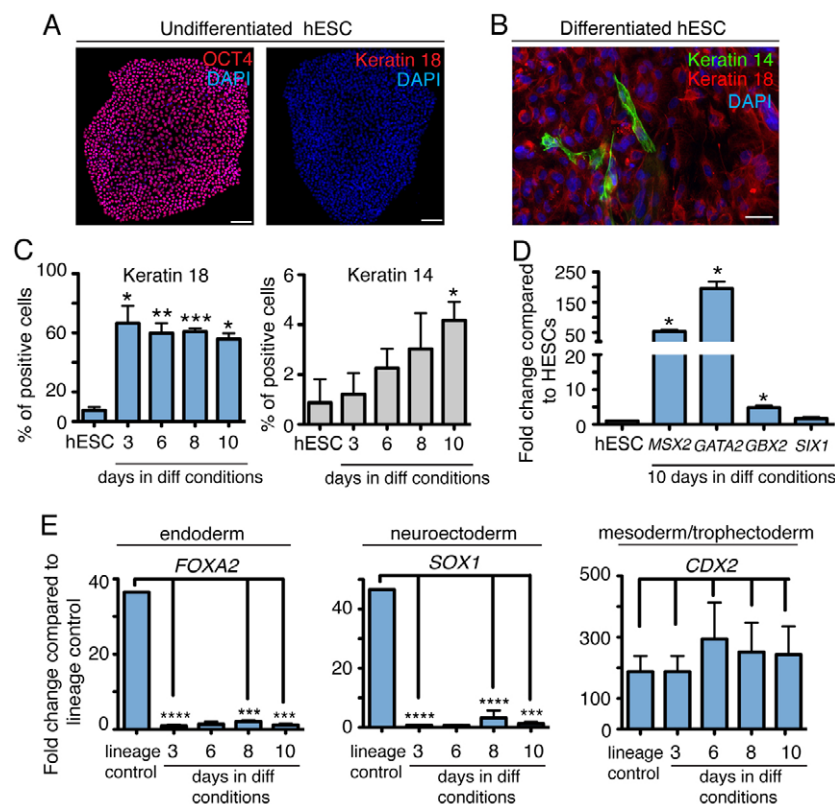 A
Undifferentiated hESC
OCT4
DAPI
Keratin 18
DAPI
B
Differentiated hESC
Keratin 14
Keratin 18
DAPI
C
Keratin 18
% of positive cells
100
80
60
40
20
0
* ** *** *
hESC 3 6 8 10
days in diff conditions
Keratin 14
% of positive cells
6
4
2
0
*
hESC 3 6 8 10
days in diff conditions
D
Fold change compared
to HESCs
250
200
150
100
50
20
10
0
* * *
hESC MSX2 GATA2 GBX2 SIX1
10 days in diff conditions
E
Fold change compared to
lineage control
endoderm
FOXA2
40
20
0
**** *** ***
lineage
control
3 6 8 10
days in diff
conditions
neuroectoderm
SOX1
40
20
0
**** **** ***
lineage
control
3 6 8 10
days in diff
conditions
mesoderm/trophectoderm
CDX2
500
300
200
100
0
lineage
control
3 6 8 10
days in diff
conditions